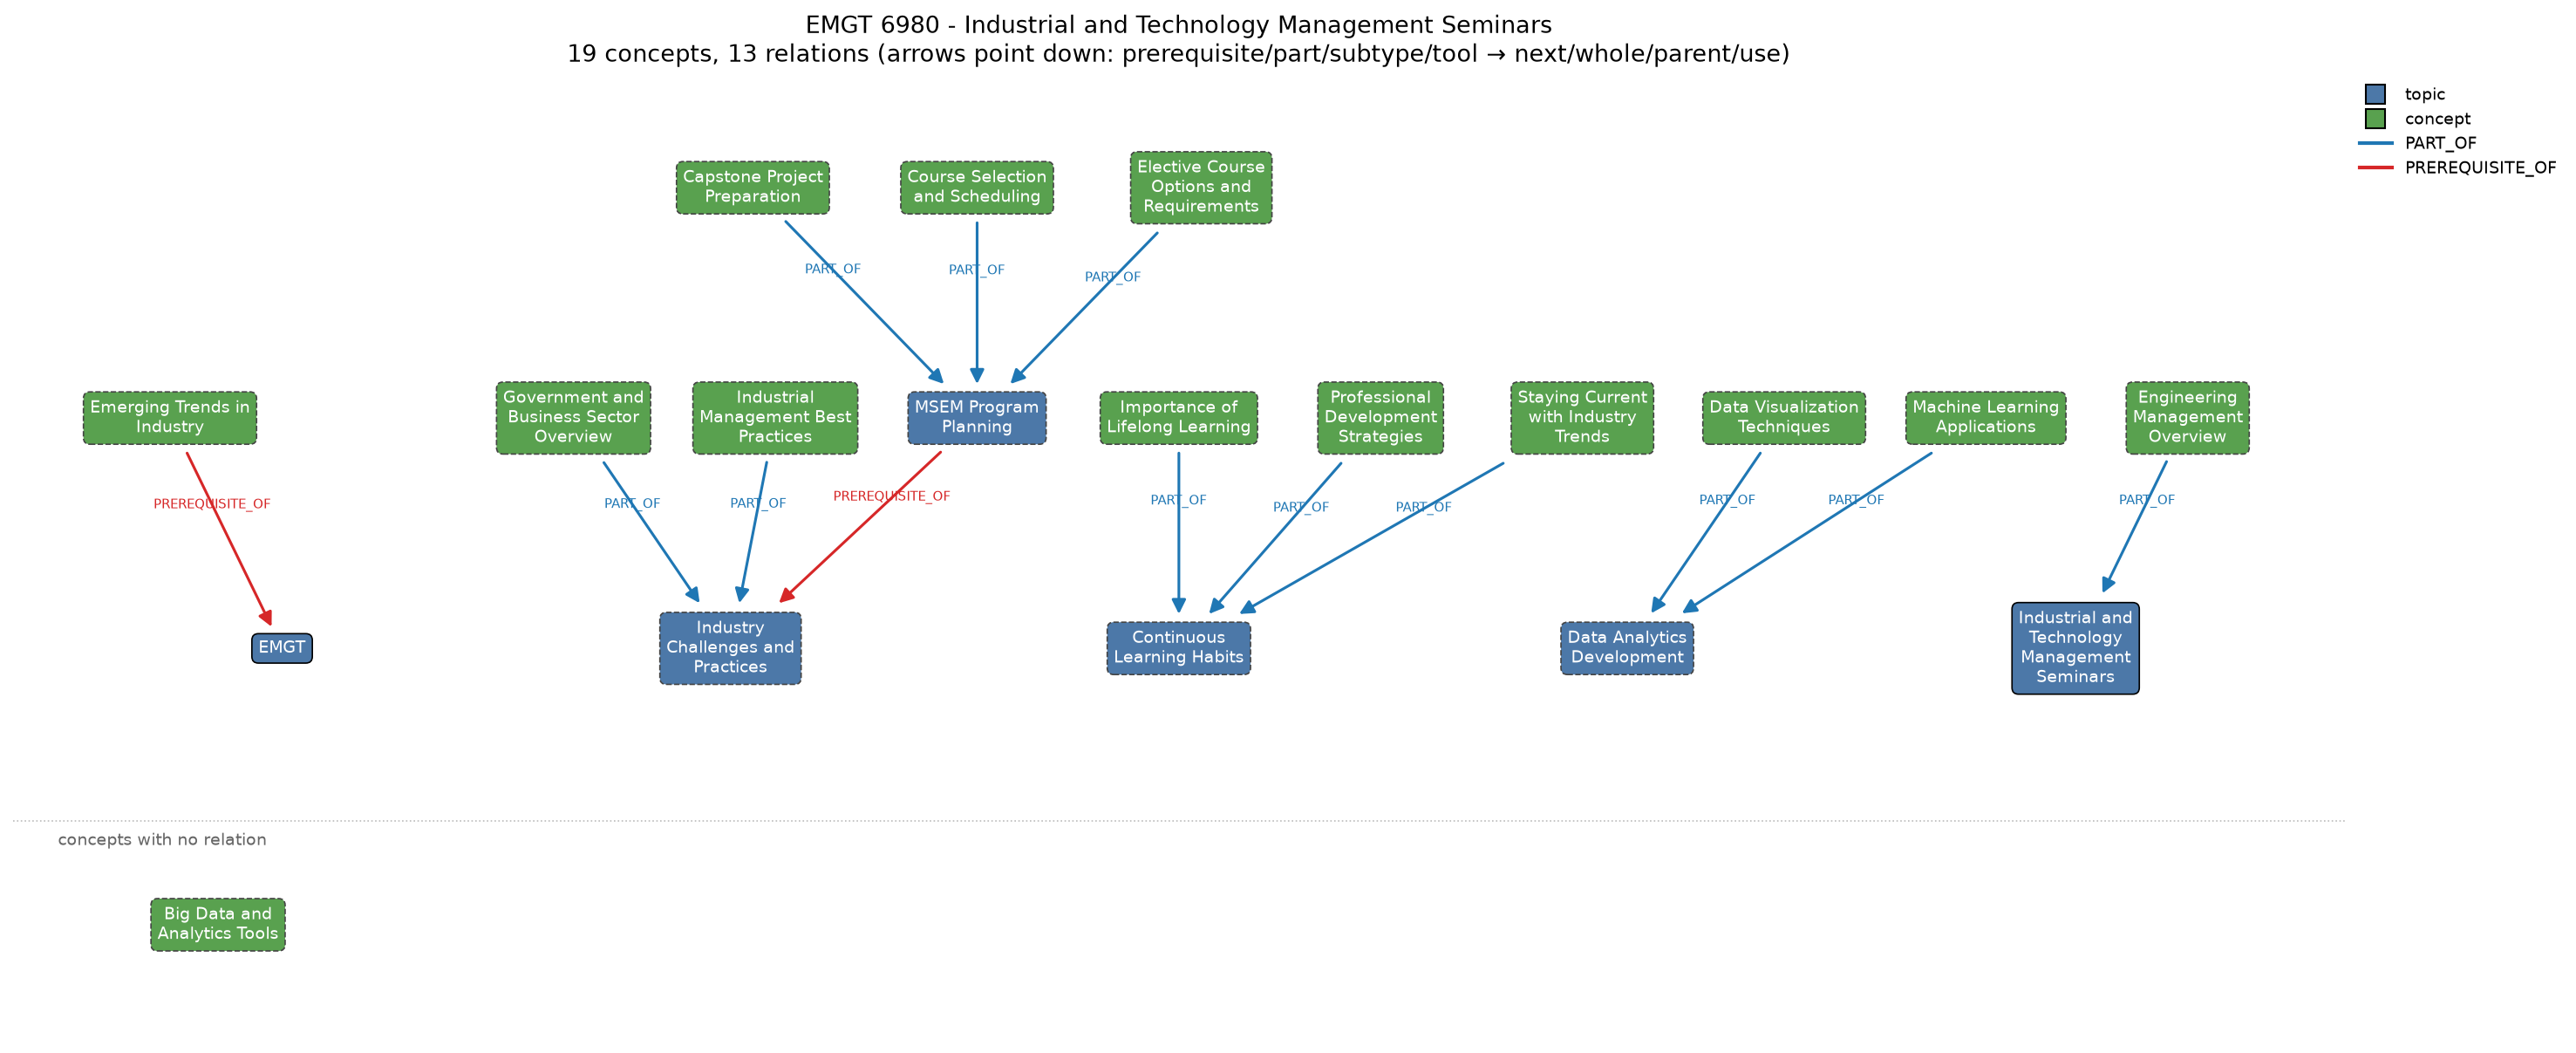 EMGT 6980 - Industrial and Technology Management Seminars
19 concepts, 13 relations (arrows point down: prerequisite/part/subtype/tool → next/whole/parent/use)
topic
concept
PART_OF
PREREQUISITE_OF
Capstone Project
Preparation
Course Selection
and Scheduling
Elective Course
Options and
Requirements
PART_OF
PART_OF
PART_OF
Emerging Trends in
Industry
Government and
Business Sector
Overview
Industrial
Management Best
Practices
MSEM Program
Planning
Importance of
Lifelong Learning
Professional
Development
Strategies
Staying Current
with Industry
Trends
Data Visualization
Techniques
Machine Learning
Applications
Engineering
Management
Overview
PREREQUISITE_OF
PART_OF
PART_OF
PREREQUISITE_OF
PART_OF
PART_OF
PART_OF
PART_OF
PART_OF
PART_OF
EMGT
Industry
Challenges and
Practices
Continuous
Learning Habits
Data Analytics
Development
Industrial and
Technology
Management
Seminars
concepts with no relation
Big Data and
Analytics Tools